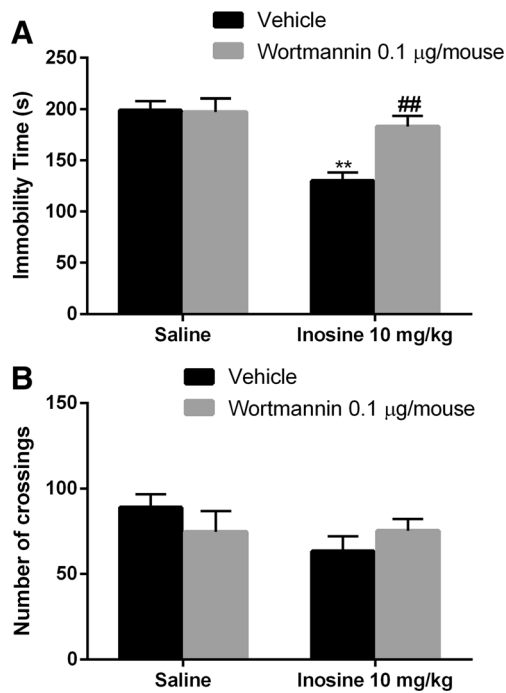 A
Vehicle
Wortmannin 0.1 μg/mouse
Immobility Time (s)
250
200
150
100
50
0
**
##
Saline
Inosine 10 mg/kg
B
Vehicle
Wortmannin 0.1 μg/mouse
Number of crossings
150
100
50
0
Saline
Inosine 10 mg/kg